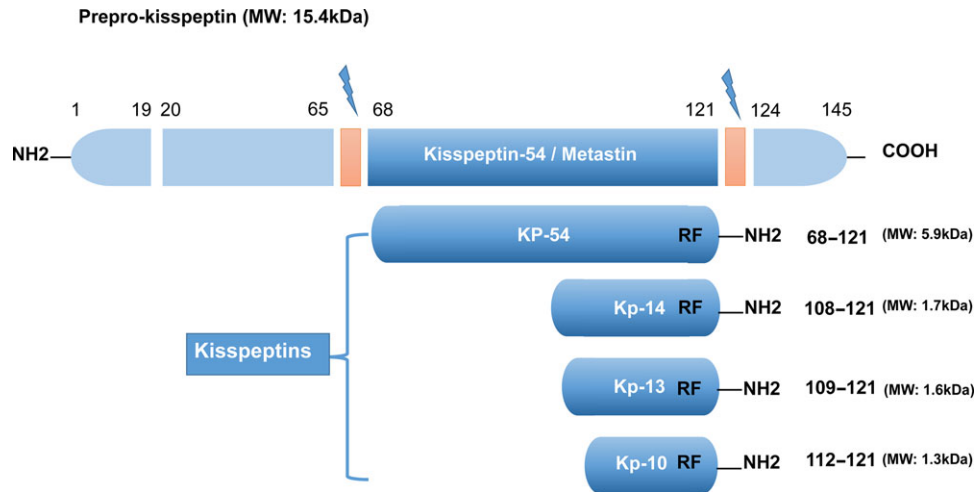 Prepro-kisspeptin (MW: 15.4kDa)
1 19 20 65 68 121 124 145
NH2 Kisspeptin-54 / Metastin COOH
KP-54 RF NH2 68–121 (MW: 5.9kDa)
Kp-14 RF NH2 108–121 (MW: 1.7kDa)
Kisspeptins
Kp-13 RF NH2 109–121 (MW: 1.6kDa)
Kp-10 RF NH2 112–121 (MW: 1.3kDa)